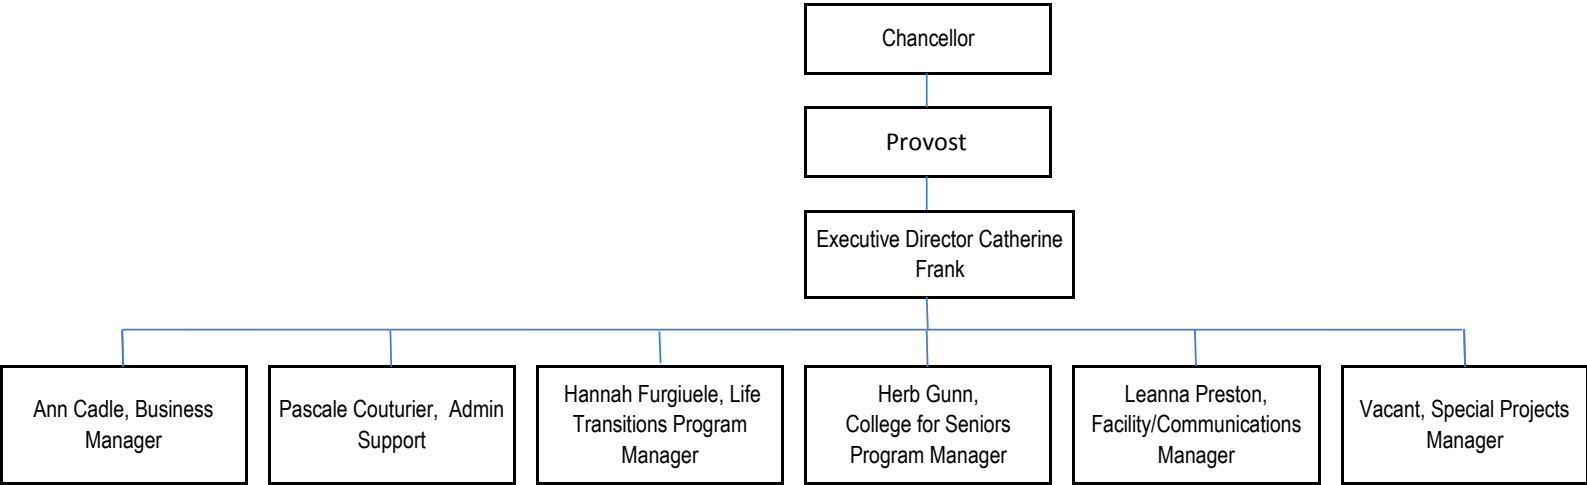 Chancellor
Provost
Executive Director Catherine
Frank
Ann Cadle, Business
Manager
Pascale Couturier,  Admin
Support
Hannah Furgiuele, Life
Transitions Program
Manager
Herb Gunn,
College for Seniors
Program Manager
Leanna Preston,
Facility/Communications
Manager
Vacant, Special Projects
Manager